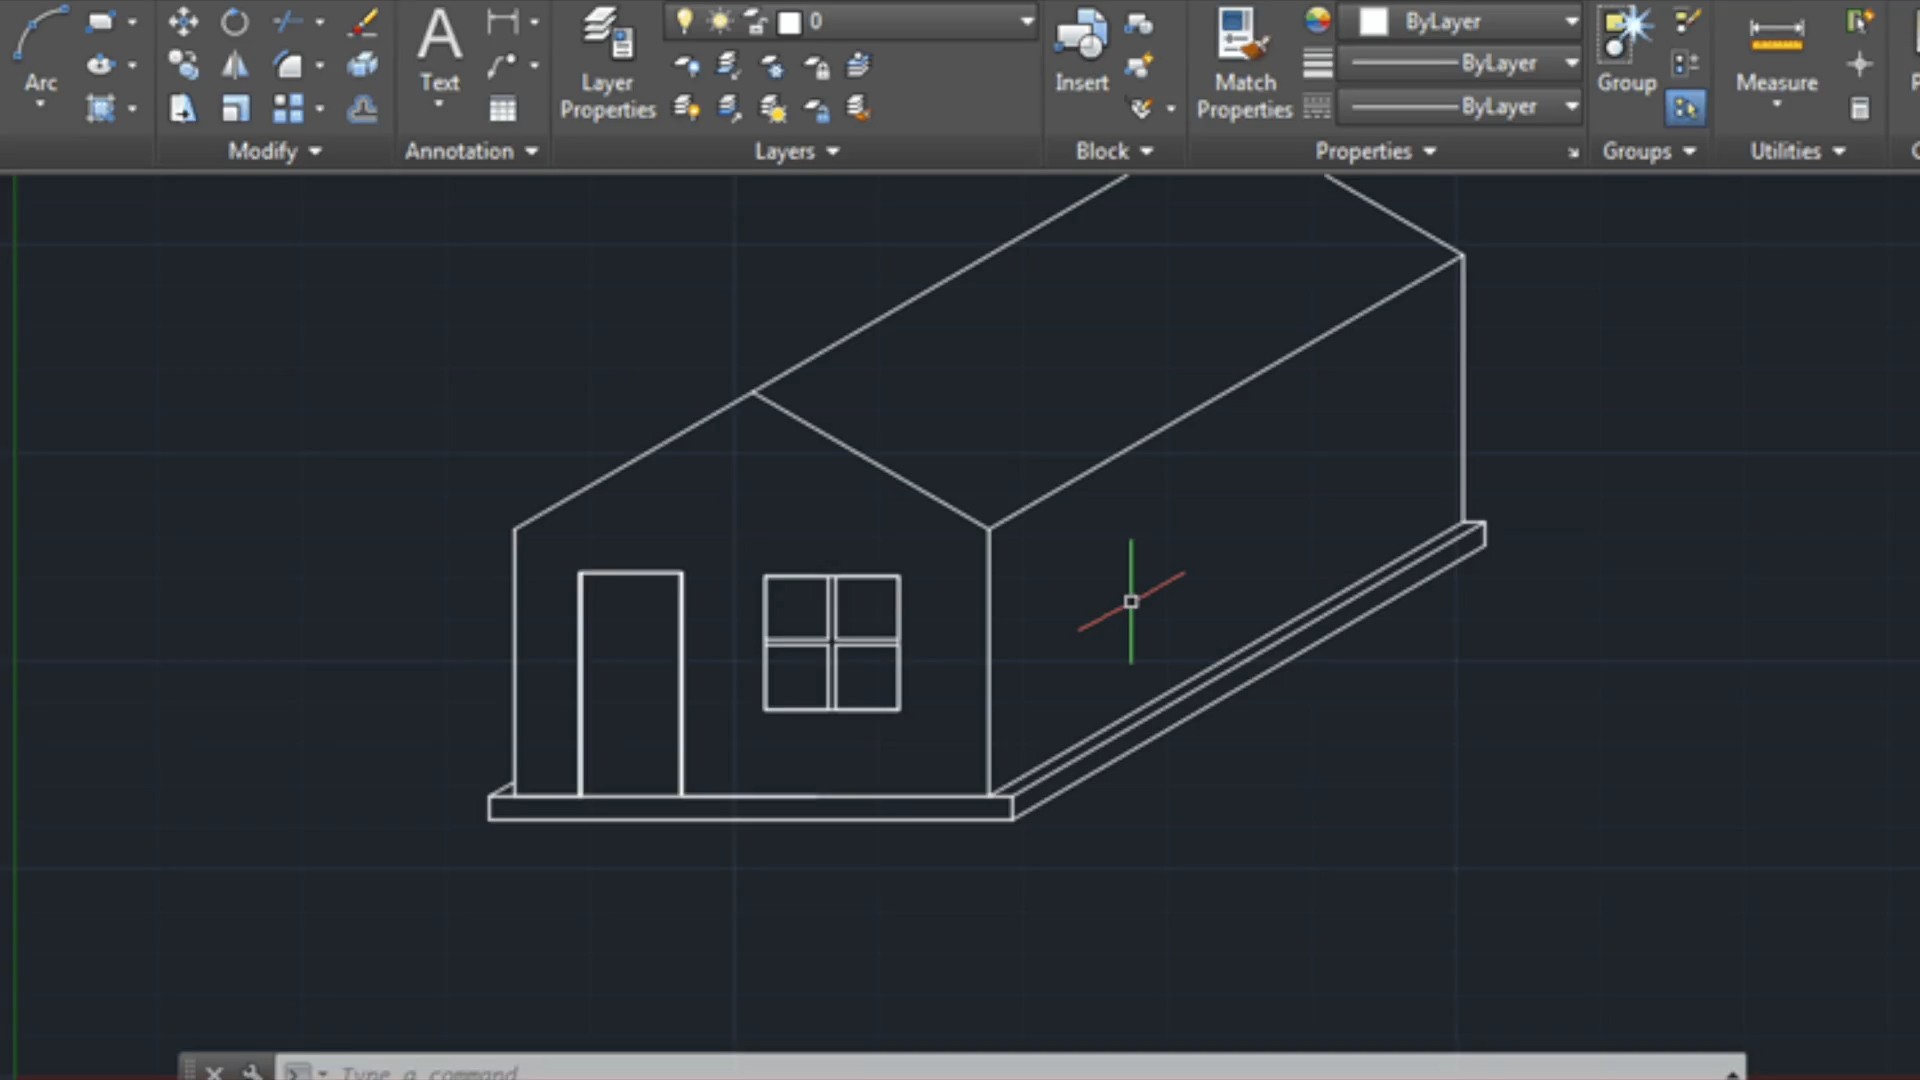 0
ByLayer
Arc
Text
Layer
Properties
Insert
Match
Properties
ByLayer
ByLayer
Group
Measure
Modify
Annotation
Layers
Block
Properties
Groups
Utilities
Type a command